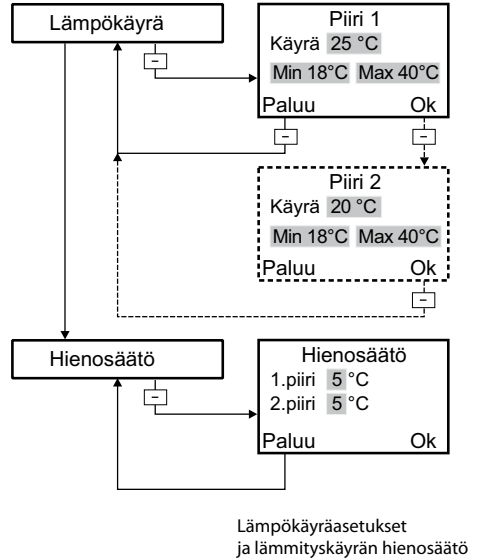 Lämpökäyrä
Piiri 1
Käyrä 25 °C
Min 18°C Max 40°C
Paluu Ok
–
–
–
Piiri 2
Käyrä 20 °C
Min 18°C Max 40°C
Paluu Ok
–
Hienosäätö
–
Hienosäätö
1.piiri 5 °C
2.piiri 5 °C
Paluu Ok
Lämpökäyräasetukset
ja lämmityskäyrän hienosäätö